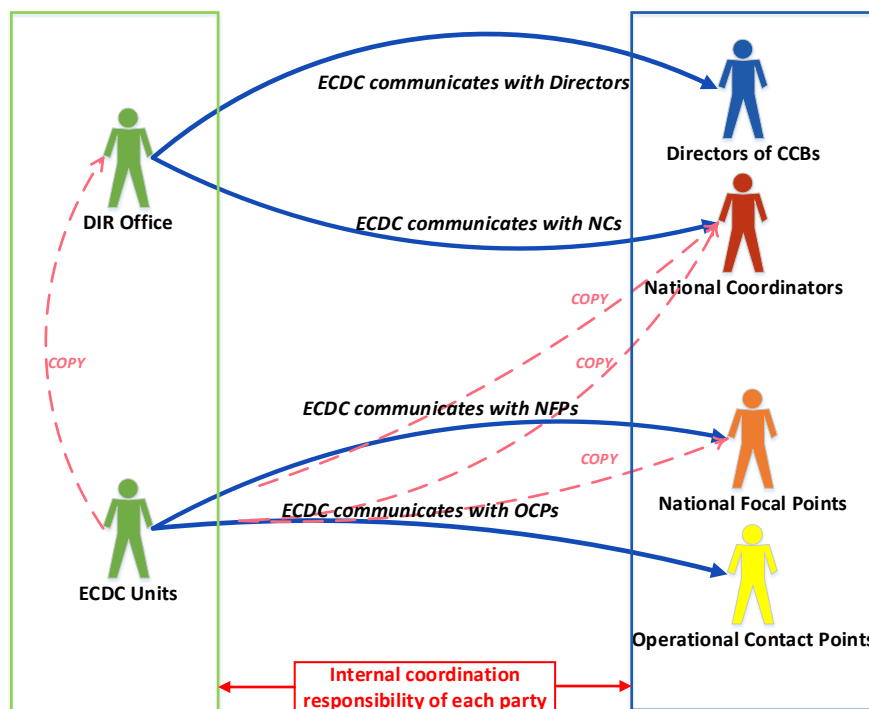 ECDC communicates with Directors
Directors of CCBs
DIR Office
ECDC communicates with NCs
National Coordinators
COPY
COPY
COPY
ECDC communicates with NFPs
COPY
National Focal Points
ECDC communicates with OCPs
ECDC Units
Operational Contact Points
Internal coordination
responsibility of each party